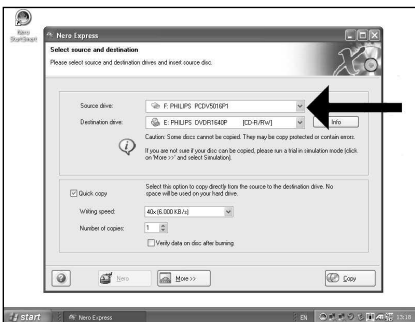 Nero
StartSmart
Nero Express
Select source and destination
Please select source and destination drives and insert source disc.
Source drive:
F: PHILIPS PCDV5016P1
Destination drive:
E: PHILIPS DVDR1640P [CD-R/RW]
Info
Caution: Some discs cannot be copied. They may be copy protected or contain errors.
If you are not sure if your disc can be copied, please run a trial in simulation mode (click
on 'More >>' and select Simulation).
Quick copy
Select this option to copy directly from the source to the destination drive. No
space will be used on your hard drive.
Writing speed:
40x (6.000 KB/s)
Number of copies:
1
Verify data on disc after burning
Nero
More >>
Copy
start
Nero Express
EN